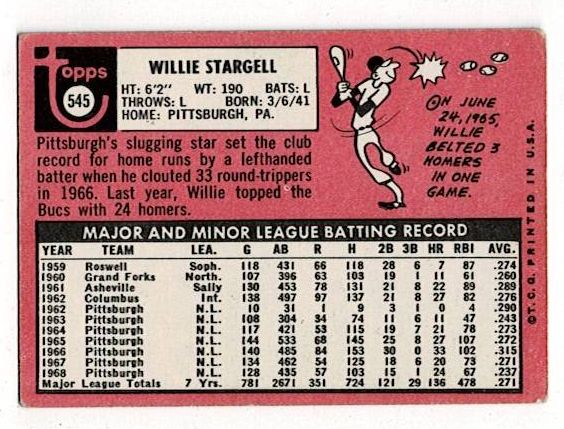 topps
545
WILLIE STARGELL
HT: 6'2" WT: 190 BATS: L
THROWS: L BORN: 3/6/41
HOME: PITTSBURGH, PA.
Pittsburgh's slugging star set the club
record for home runs by a lefthanded
batter when he clouted 33 round-trippers
in 1966. Last year, Willie topped the
Bucs with 24 homers.
ON JUNE
24, 1965,
WILLIE
BELTED 3
HOMERS
IN ONE
GAME.
MAJOR AND MINOR LEAGUE BATTING RECORD
YEAR TEAM LEA. G AB R H 2B 3B HR RBI AVG.
1959 Roswell Soph. 118 431 66 118 28 6 7 87 .274
1960 Grand Forks North. 107 396 63 103 19 1 11 61 .260
1961 Asheville Sally 130 453 78 131 21 8 22 89 .289
1962 Columbus Int. 138 497 97 137 21 8 27 82 .276
1962 Pittsburgh N.L. 10 31 1 9 3 1 0 4 .290
1963 Pittsburgh N.L. 108 304 34 74 11 6 11 47 .243
1964 Pittsburgh N.L. 117 421 53 115 19 7 21 78 .273
1965 Pittsburgh N.L. 144 533 68 145 25 8 27 107 .272
1966 Pittsburgh N.L. 140 485 84 153 30 0 33 102 .315
1967 Pittsburgh N.L. 134 462 54 125 18 6 20 73 .271
1968 Pittsburgh N.L. 128 435 57 103 15 1 24 67 .237
Major League Totals 7 Yrs. 781 2671 351 724 121 29 136 478 .271
© T.C.G. PRINTED IN U.S.A.